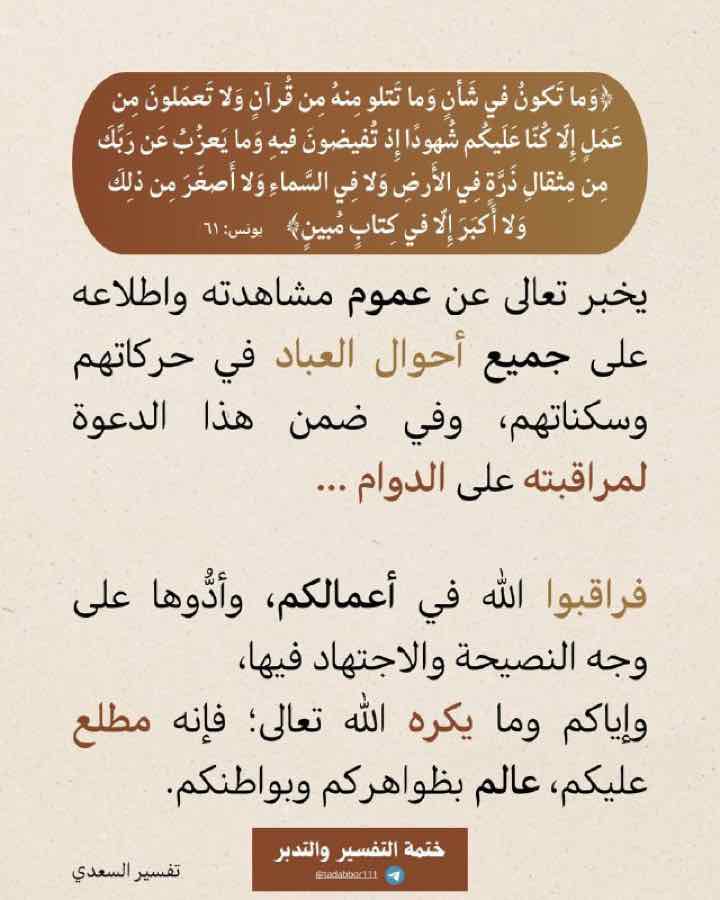 ﴿وَما تَكونُ في شَأنٍ وَما تَتلو مِنهُ مِن قُرآنٍ وَلا تَعمَلونَ مِن
عَمَلٍ إِلّا كُنّا عَلَيكُم شُهودًا إِذ تُفيضونَ فيهِ وَما يَعزُبُ عَن رَبِّكَ
مِن مِثقالِ ذَرَّةٍ فِي الأَرضِ وَلا فِي السَّماءِ وَلا أَصغَرَ مِن ذلِكَ
وَلا أَكبَرَ إِلّا في كِتابٍ مُبينٍ﴾ يونس: ٦١
يخبر تعالى عن عموم مشاهدته واطلاعه
على جميع أحوال العباد في حركاتهم
وسكناتهم، وفي ضمن هذا الدعوة
لمراقبته على الدوام ...
فراقبوا الله في أعمالكم، وأدُّوها على
وجه النصيحة والاجتهاد فيها،
وإياكم وما يكره الله تعالى؛ فإنه مطلع
عليكم، عالم بظواهركم وبواطنكم.
ختمة التفسير والتدبر
@tadabbor111
تفسير السعدي